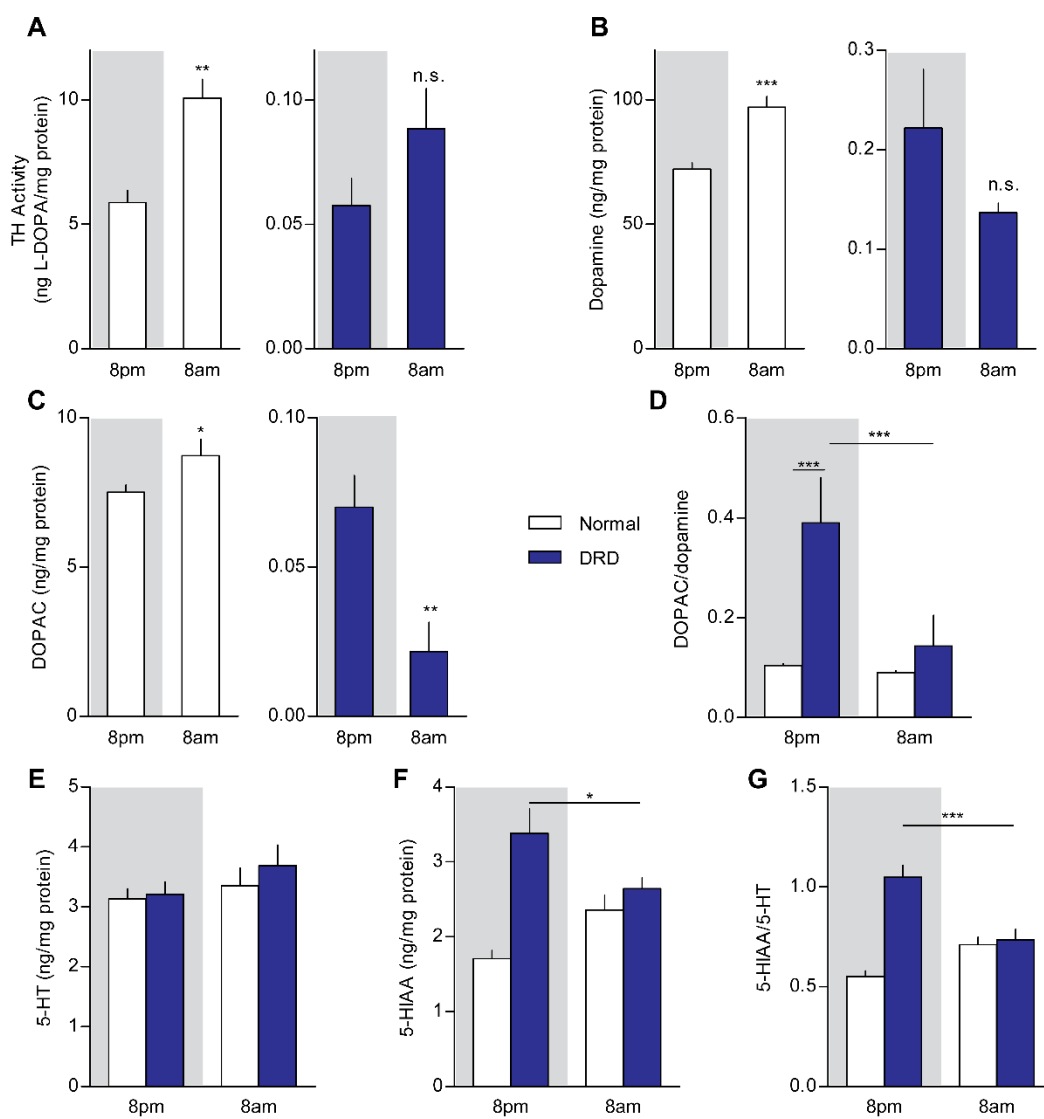 A
TH Activity
(ng L-DOPA/mg protein)
10
5
0
**
8pm
8am
0.10
0.05
0.00
n.s.
8pm
8am
B
Dopamine (ng/mg protein)
100
50
0
***
8pm
8am
0.3
0.2
0.1
0.0
n.s.
8pm
8am
C
DOPAC (ng/mg protein)
10
5
0
*
8pm
8am
0.10
0.05
0.00
**
8pm
8am
Normal
DRD
D
DOPAC/dopamine
0.6
0.4
0.2
0.0
***
***
8pm
8am
E
5-HT (ng/mg protein)
5
4
3
2
1
0
8pm
8am
F
5-HIAA (ng/mg protein)
4
3
2
1
0
*
8pm
8am
G
5-HIAA/5-HT
1.5
1.0
0.5
0.0
***
8pm
8am